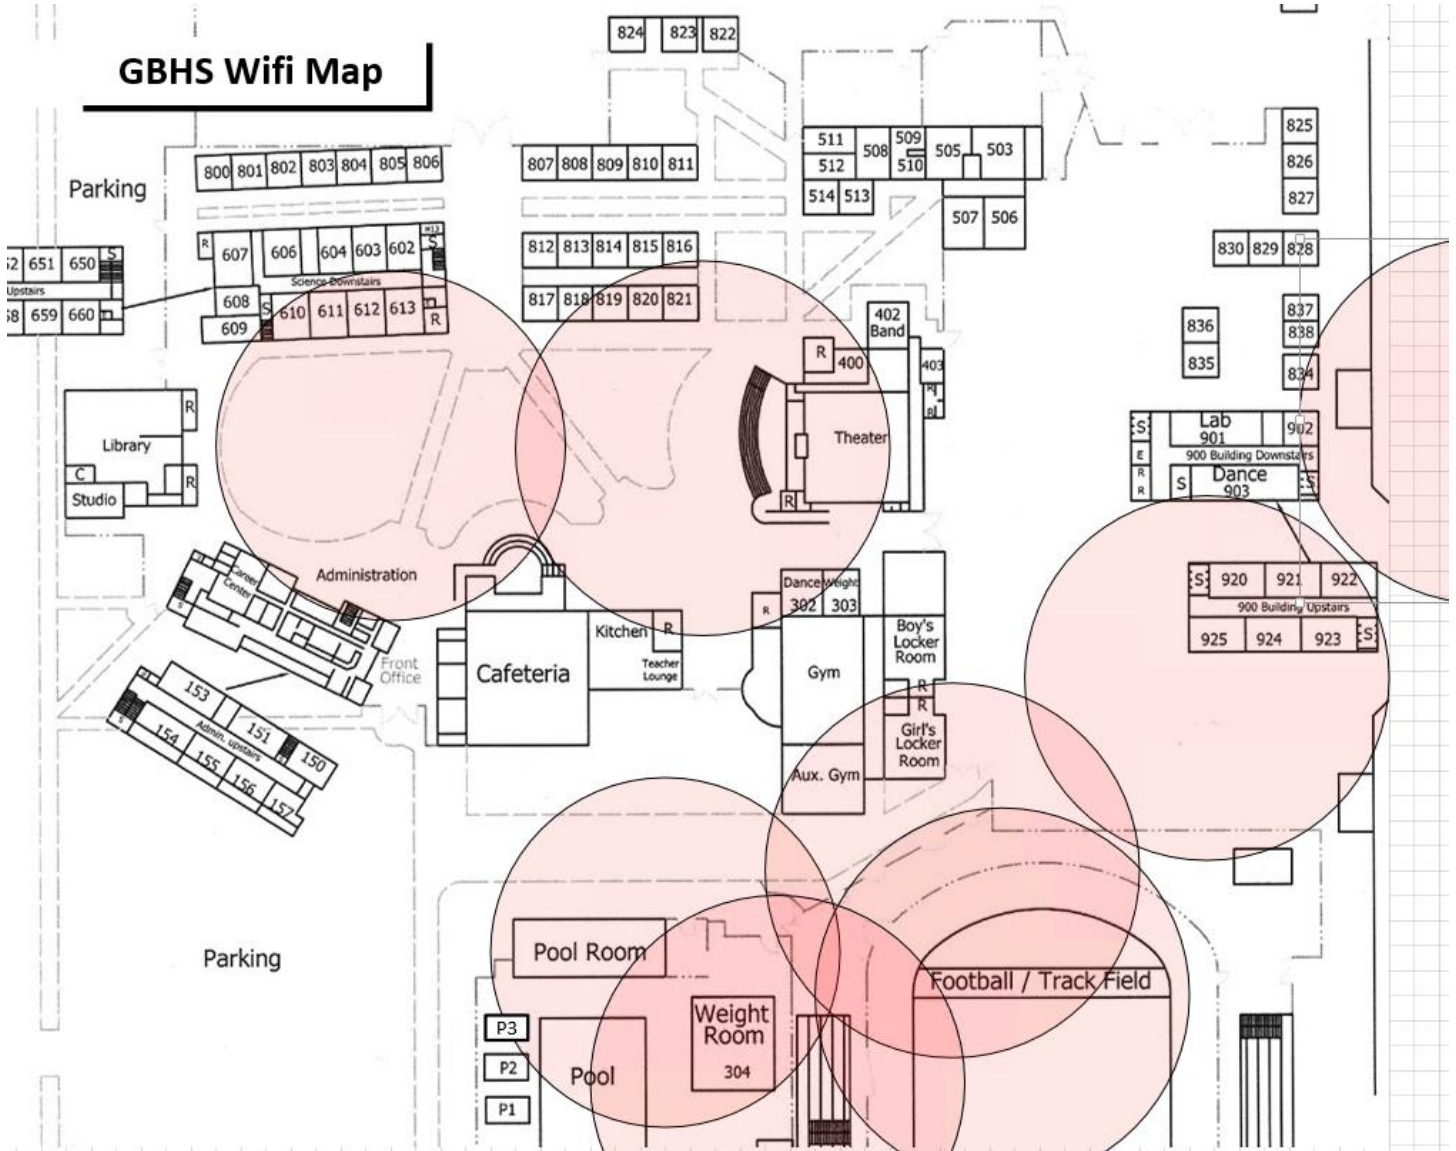 GBHS Wifi Map
824 823 822
825
826
827
511 508 509 505 503
512 510
514 513
507 506
Parking
800 801 802 803 804 805 806
807 808 809 810 811
R 607 606 604 603 602 S
Science Downstairs
608 S 610 611 612 613 R
609
812 813 814 815 816
817 818 819 820 821
651 650 S
Upstairs
659 660
830 829 828
837
838
834
836
835
402
Band
R 400 403
R
R
Theater
R
Library R
C R
Studio
S Lab 902
901
E 900 Building Downstairs
R S Dance S
R 903
S 920 921 922
900 Building Upstairs
925 924 923 S
Career
Center
Administration
S
Front
Office
153
151
150
S
Admin. upstairs
S
154
155
156
157
Kitchen R
Teacher
Lounge
Cafeteria
Dance Weight
R 302 303
Gym
Boy's
Locker
Room
R
R
Girl's
Locker
Room
Aux. Gym
Parking
Pool Room
Football / Track Field
Weight
Room
304
P3
P2
P1
Pool